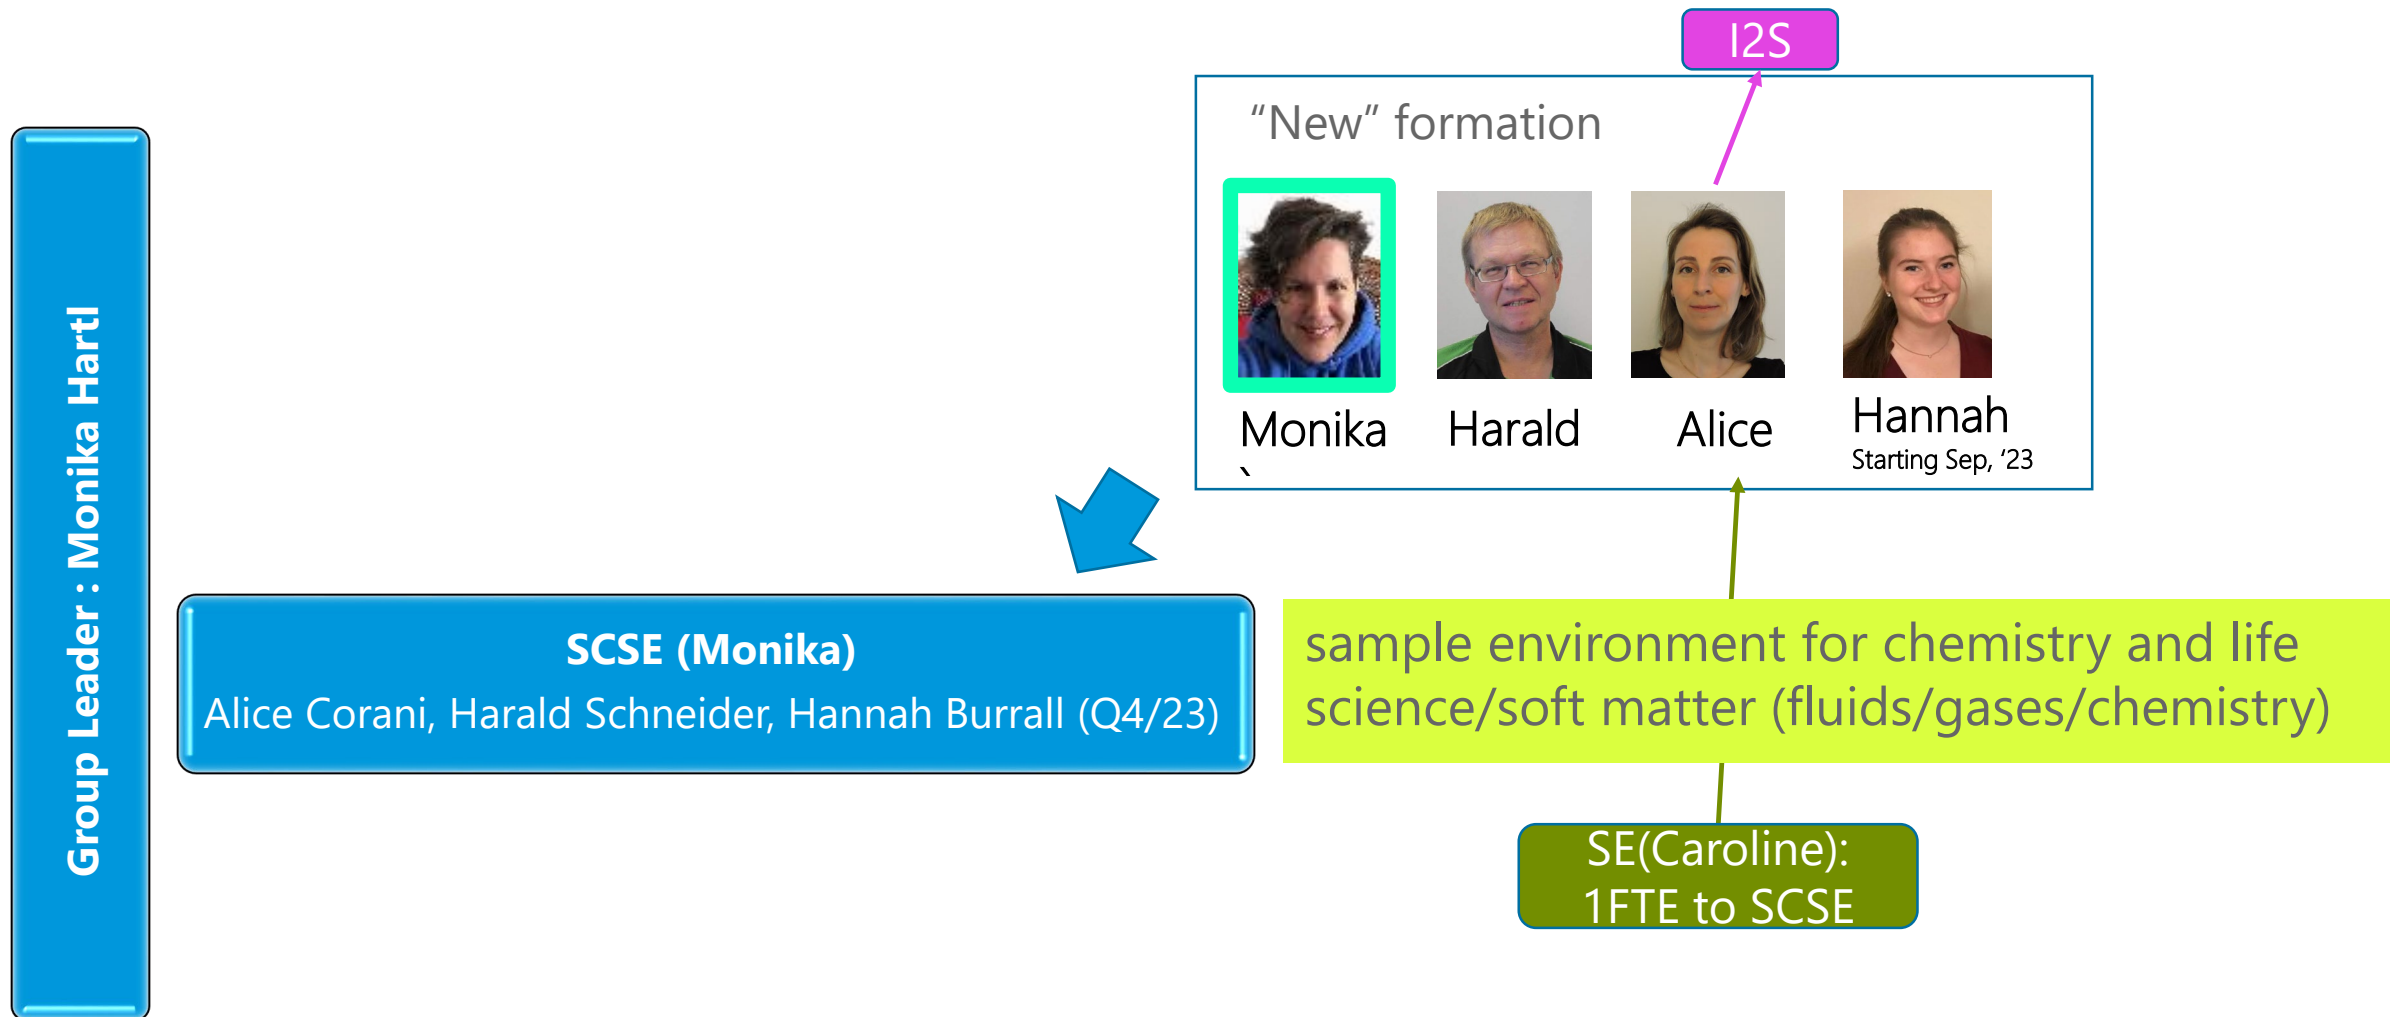 I2S
“New” formation
Monika
`
Harald
Alice
Hannah
Starting Sep, ‘23
Group Leader : Monika Hartl
SCSE (Monika)
Alice Corani, Harald Schneider, Hannah Burrall (Q4/23)
sample environment for chemistry and life
science/soft matter (fluids/gases/chemistry)
SE(Caroline):
1FTE to SCSE